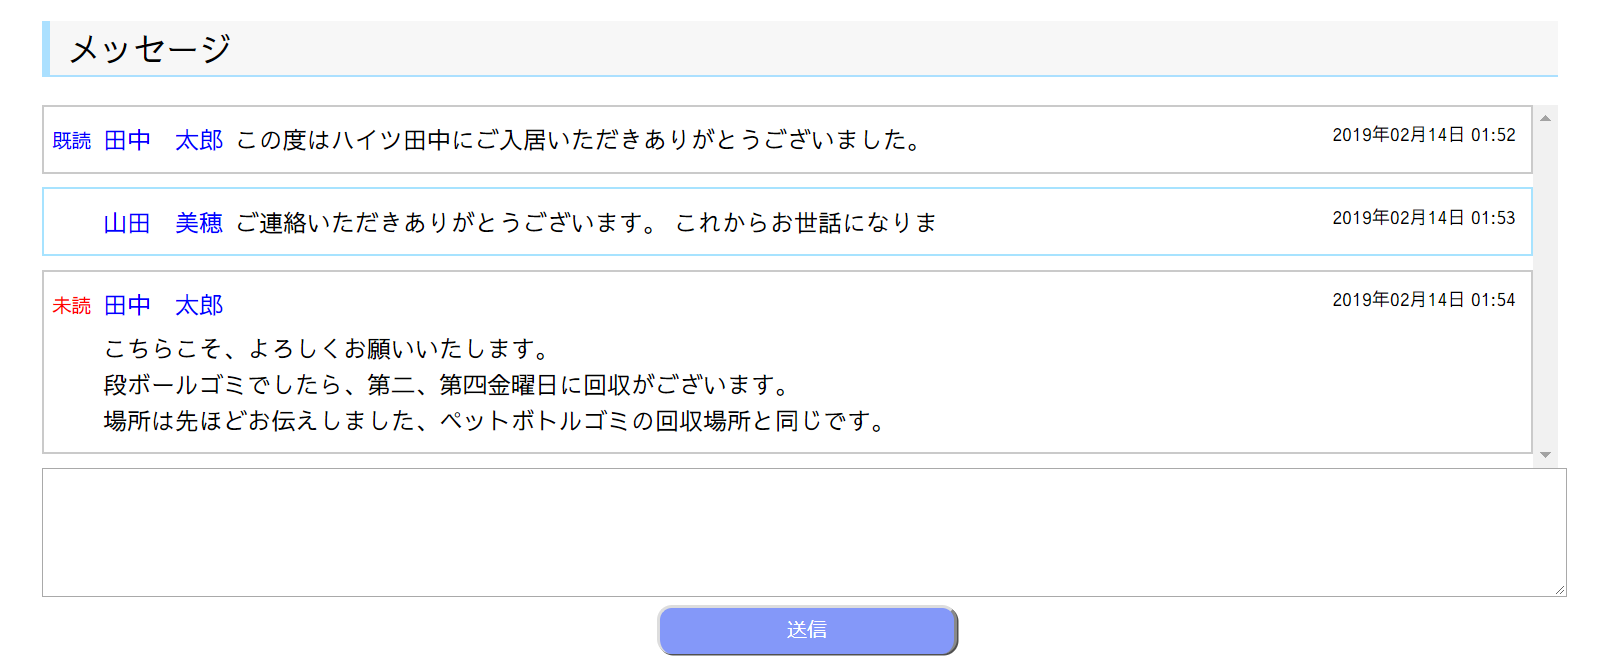 メッセージ
既読 田中　太郎 この度はハイツ田中にご入居いただきありがとうございました。 2019年02月14日 01:52
山田　美穂 ご連絡いただきありがとうございます。 これからお世話になりま 2019年02月14日 01:53
未読 田中　太郎 2019年02月14日 01:54
こちらこそ、よろしくお願いいたします。
段ボールゴミでしたら、第二、第四金曜日に回収がございます。
場所は先ほどお伝えしました、ペットボトルゴミの回収場所と同じです。
送信